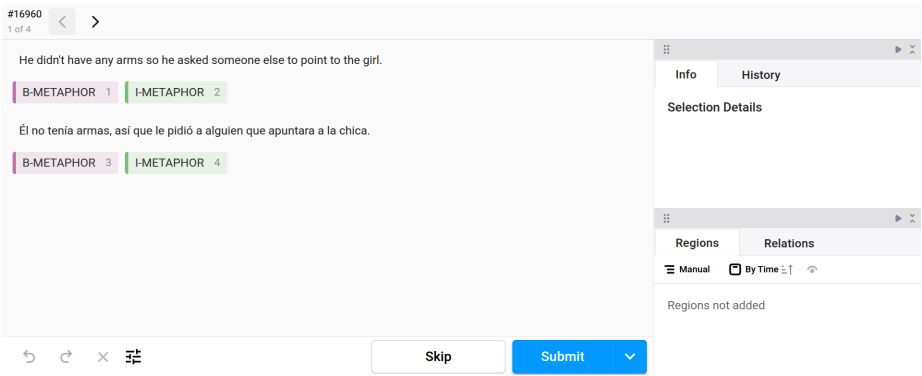 #16960
1 of 4
He didn't have any arms so he asked someone else to point to the girl.
B-METAPHOR 1 I-METAPHOR 2
Él no tenía armas, así que le pidió a alguien que apuntara a la chica.
B-METAPHOR 3 I-METAPHOR 4
Info History
Selection Details
Regions Relations
Manual By Time
Regions not added
Skip Submit